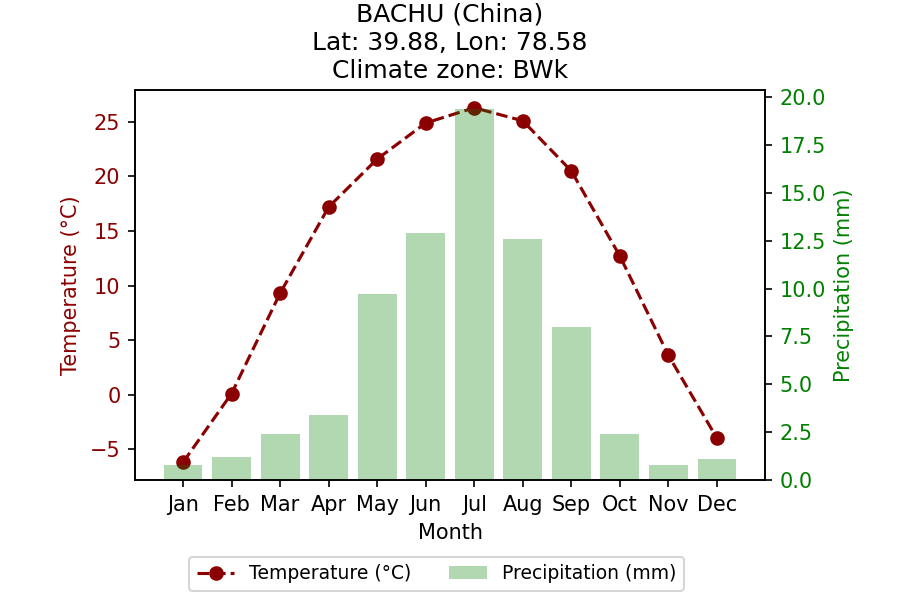 BACHU (China)
Lat: 39.88, Lon: 78.58
Climate zone: BWk
Temperature (°C)
25
20
15
10
5
0
−5
20.0
17.5
15.0
12.5
10.0
7.5
5.0
2.5
0.0
Precipitation (mm)
Jan Feb Mar Apr May Jun Jul Aug Sep Oct Nov Dec
Month
Temperature (°C) Precipitation (mm)